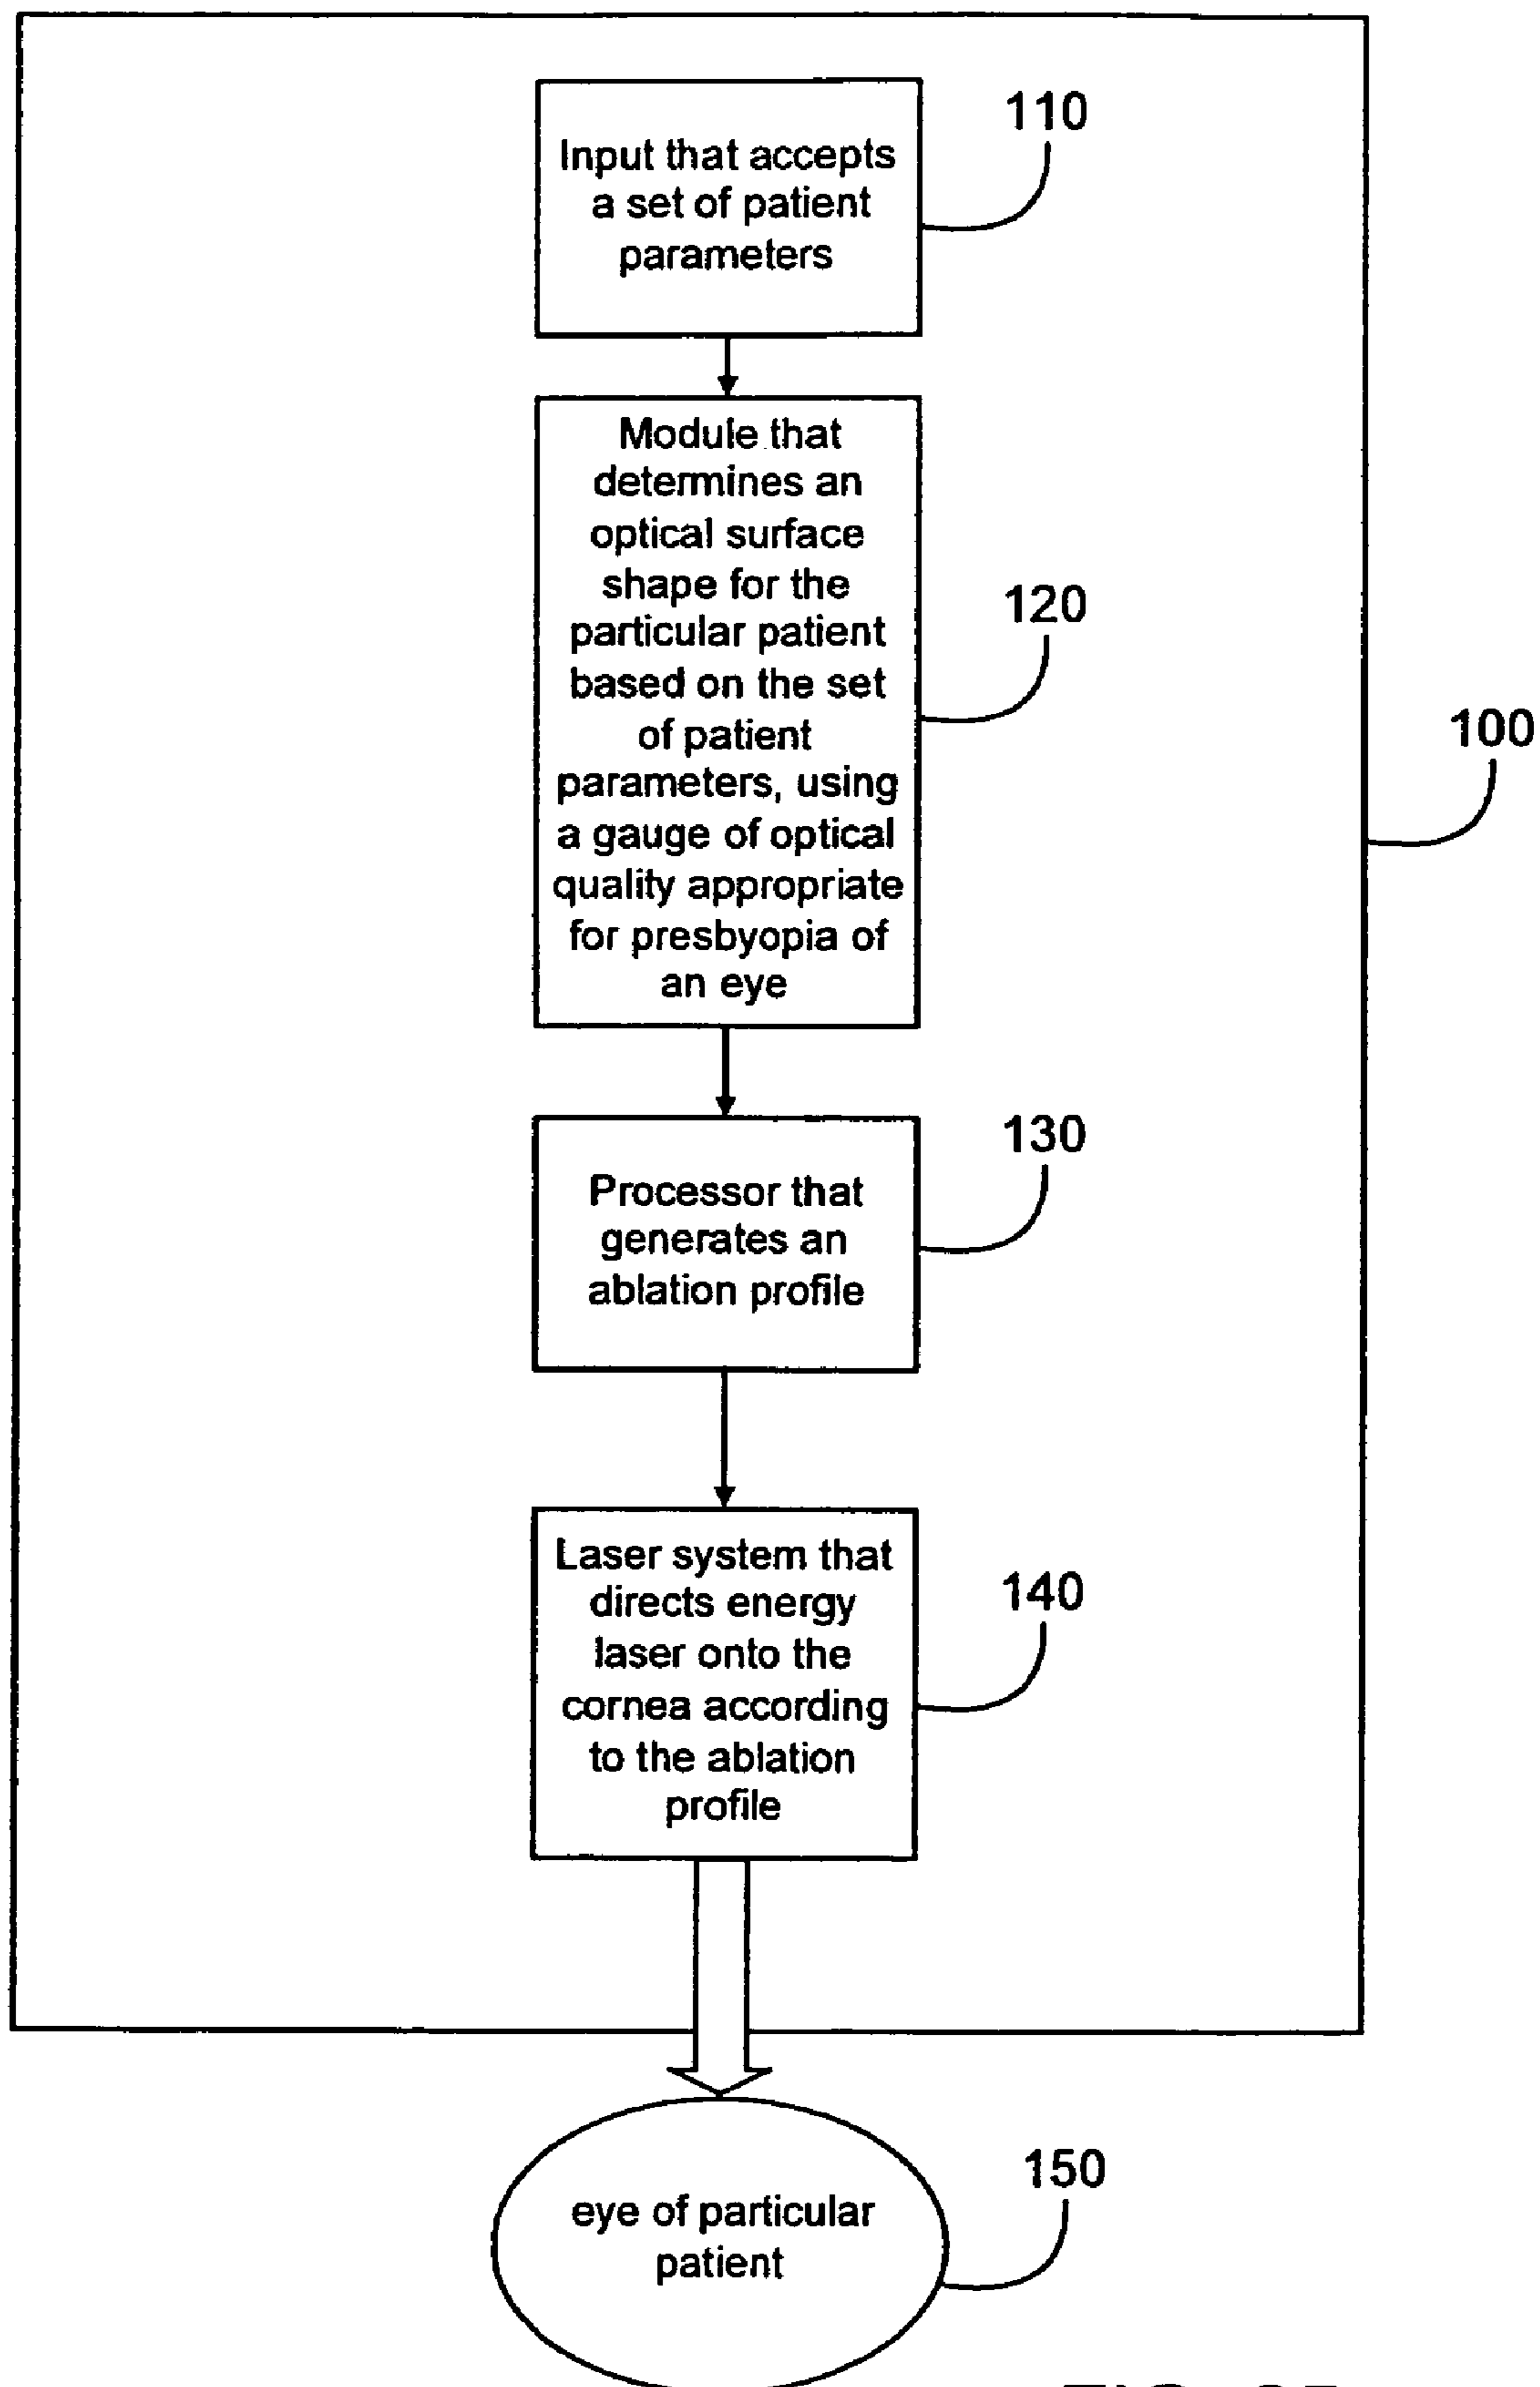 110
Input that accepts
a set of patient
parameters
Module that
determines an
optical surface
shape for the
particular patient
based on the set
of patient
parameters, using
a gauge of optical
quality appropriate
for presbyopia of
an eye
120
100
130
Processor that
generates an
ablation profile
Laser system that
directs energy
laser onto the
cornea according
to the ablation
profile
140
150
eye of particular
patient